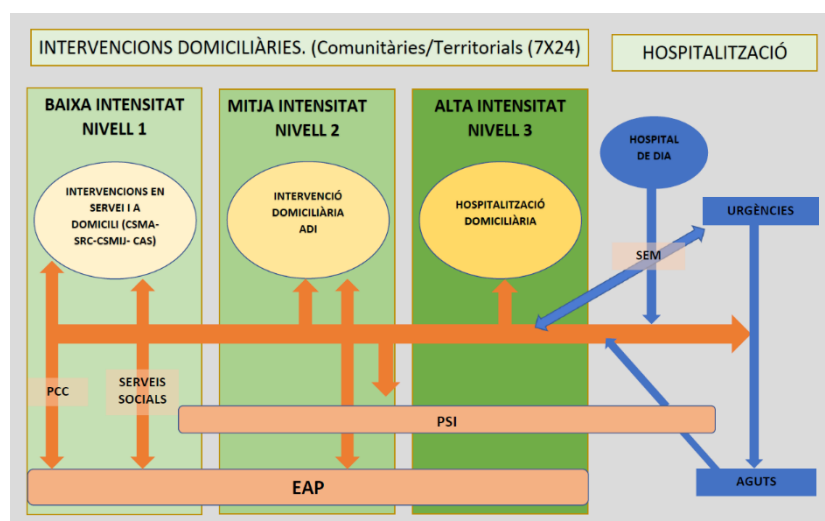 INTERVENCIONS DOMICILIÀRIES. (Comunitàries/Territorials (7X24)
HOSPITALITZACIÓ
BAIXA INTENSITAT
NIVELL 1
MITJA INTENSITAT
NIVELL 2
ALTA INTENSITAT
NIVELL 3
INTERVENCIONS EN
SERVEI I A
DOMICILI (CSMA-
SRC-CSMIJ- CAS)
INTERVENCIÓ
DOMICILIÀRIA
ADI
HOSPITALITZACIÓ
DOMICILIÀRIA
HOSPITAL
DE DIA
URGÈNCIES
SEM
PCC
SERVEIS
SOCIALS
PSI
EAP
AGUTS